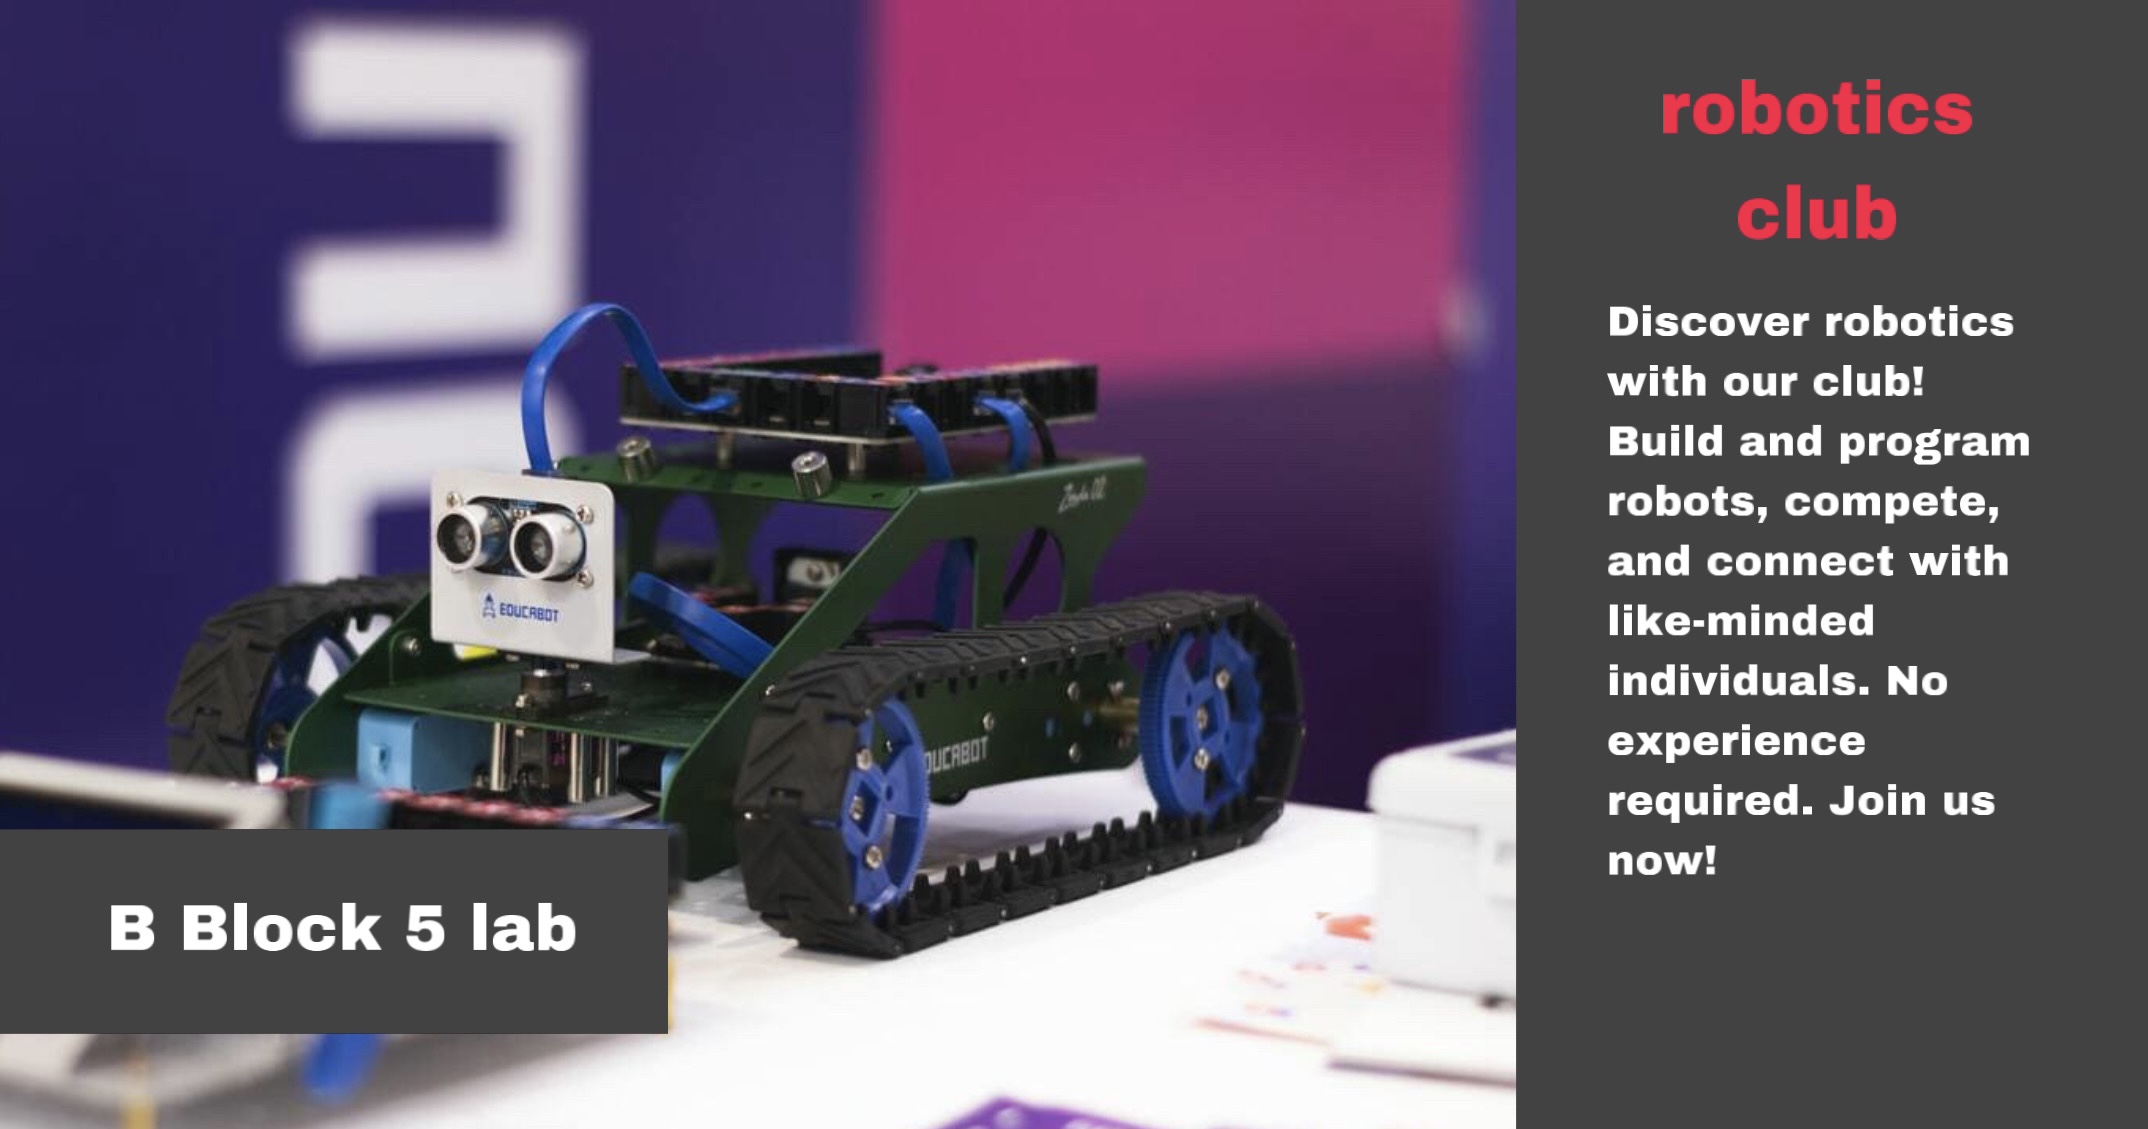 robotics
club
Discover robotics
with our club!
Build and program
robots, compete,
and connect with
like-minded
individuals. No
experience
required. Join us
now!
EDUCABOT
DUCABOT
B Block 5 lab